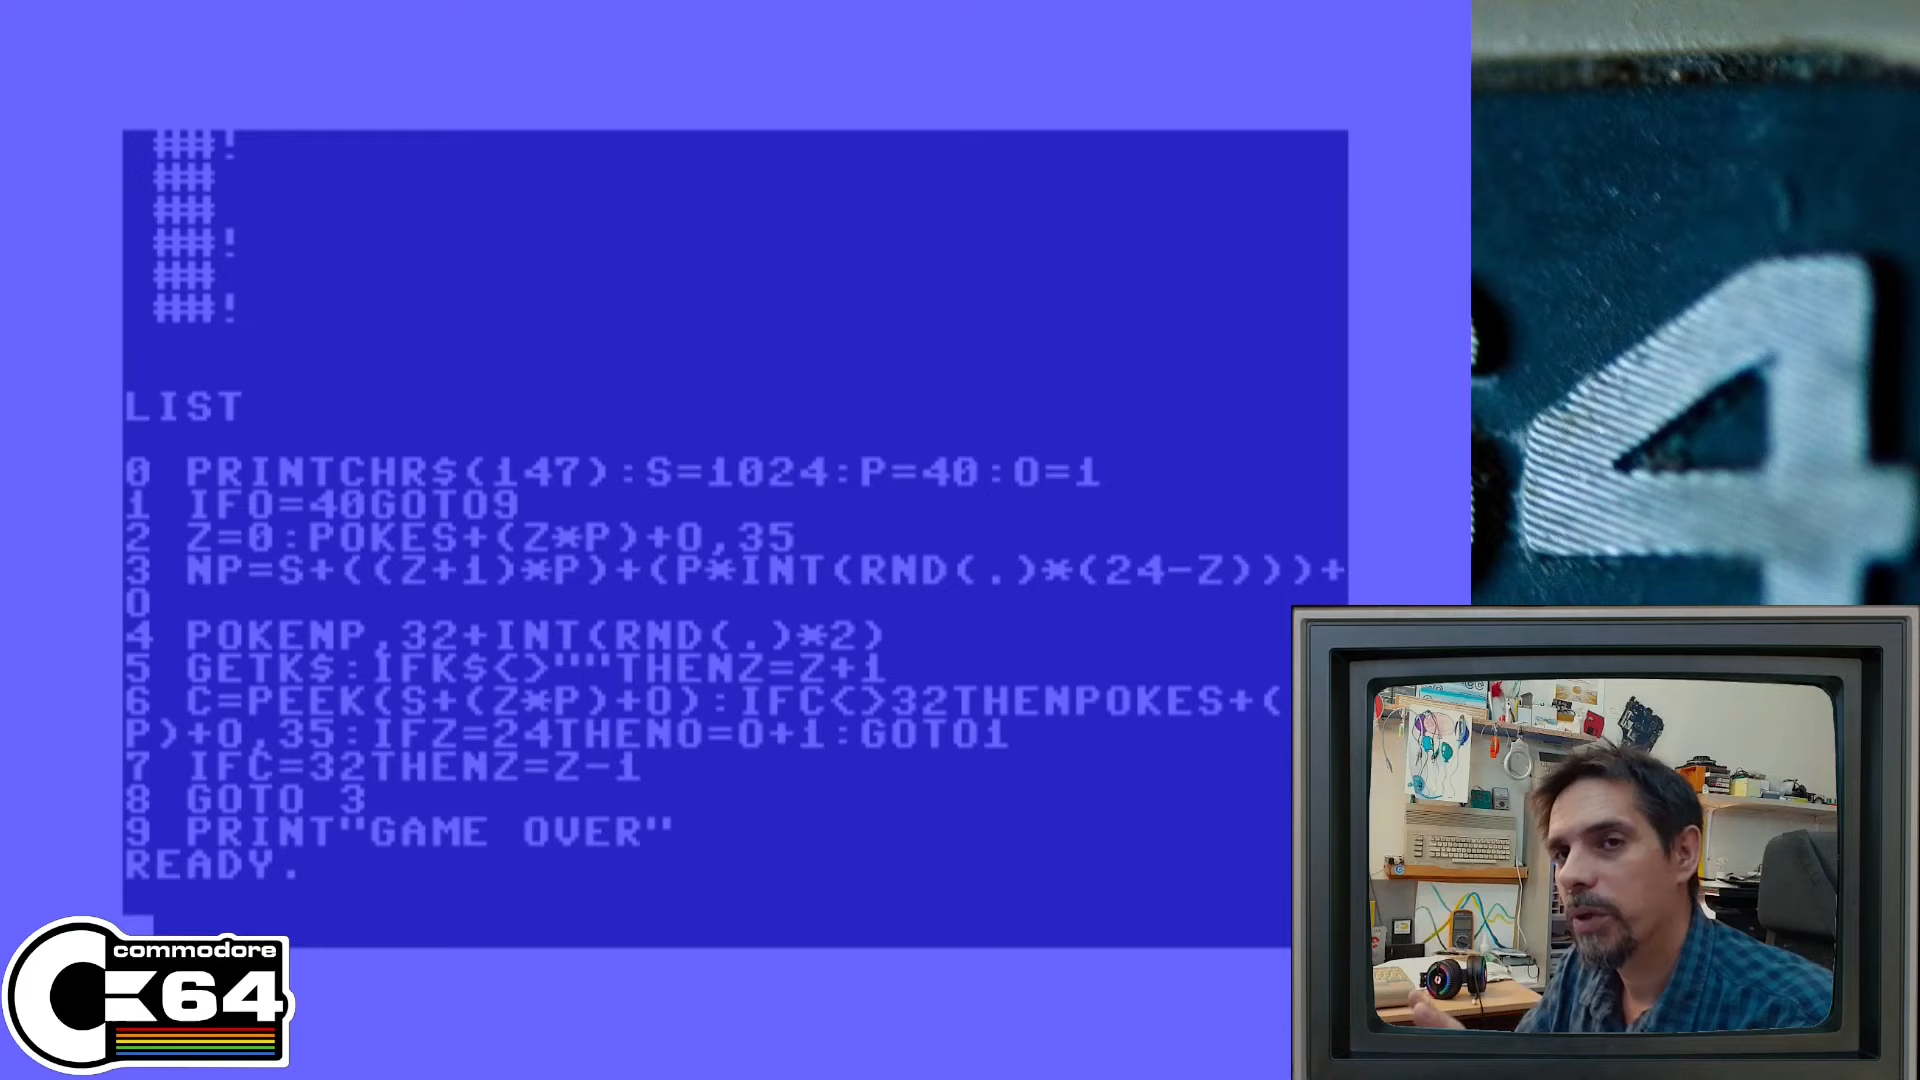 ###!
###
###
###!
###
###!
LIST
0 PRINTCHR$(147):S=1024:P=40:O=1
1 IFO=40GOTO9
2 Z=0:POKES+(Z*P)+O,35
3 NP=S+((Z+1)*P)+(P*INT(RND(.)*(24-Z)))+
O
4 POKENP,32+INT(RND(.)*2)
5 GETK$:IFK$<>""THENZ=Z+1
6 C=PEEK(S+(Z*P)+O):IFC<>32THENPOKES+(
P)+O,35:IFZ=24THENO=O+1:GOTO1
7 IFC=32THENZ=Z-1
8 GOTO 3
9 PRINT"GAME OVER"
READY.
4
commodore
C 64